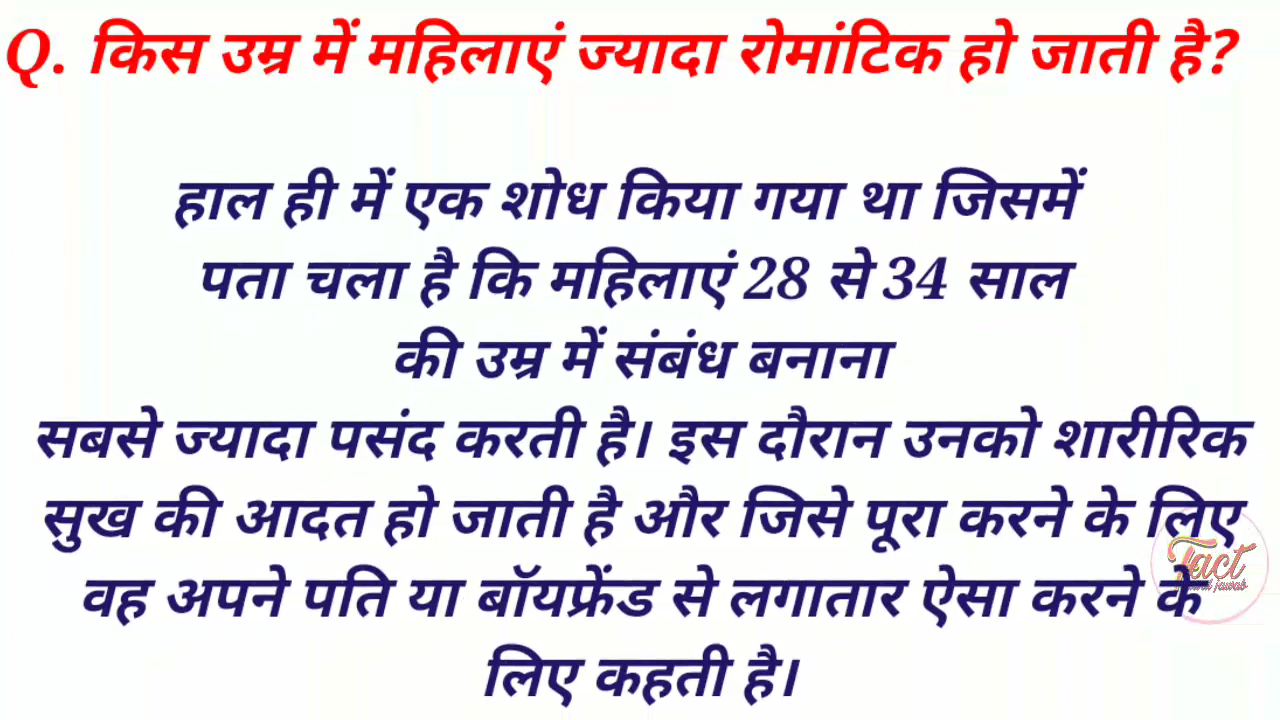 Q. किस उम्र में महिलाएं ज्यादा रोमांटिक हो जाती है?
हाल ही में एक शोध किया गया था जिसमें
पता चला है कि महिलाएं 28 से 34 साल
की उम्र में संबंध बनाना
सबसे ज्यादा पसंद करती है। इस दौरान उनको शारीरिक
सुख की आदत हो जाती है और जिसे पूरा करने के लिए
वह अपने पति या बॉयफ्रेंड से लगातार ऐसा करने के
लिए कहती है।
Fact